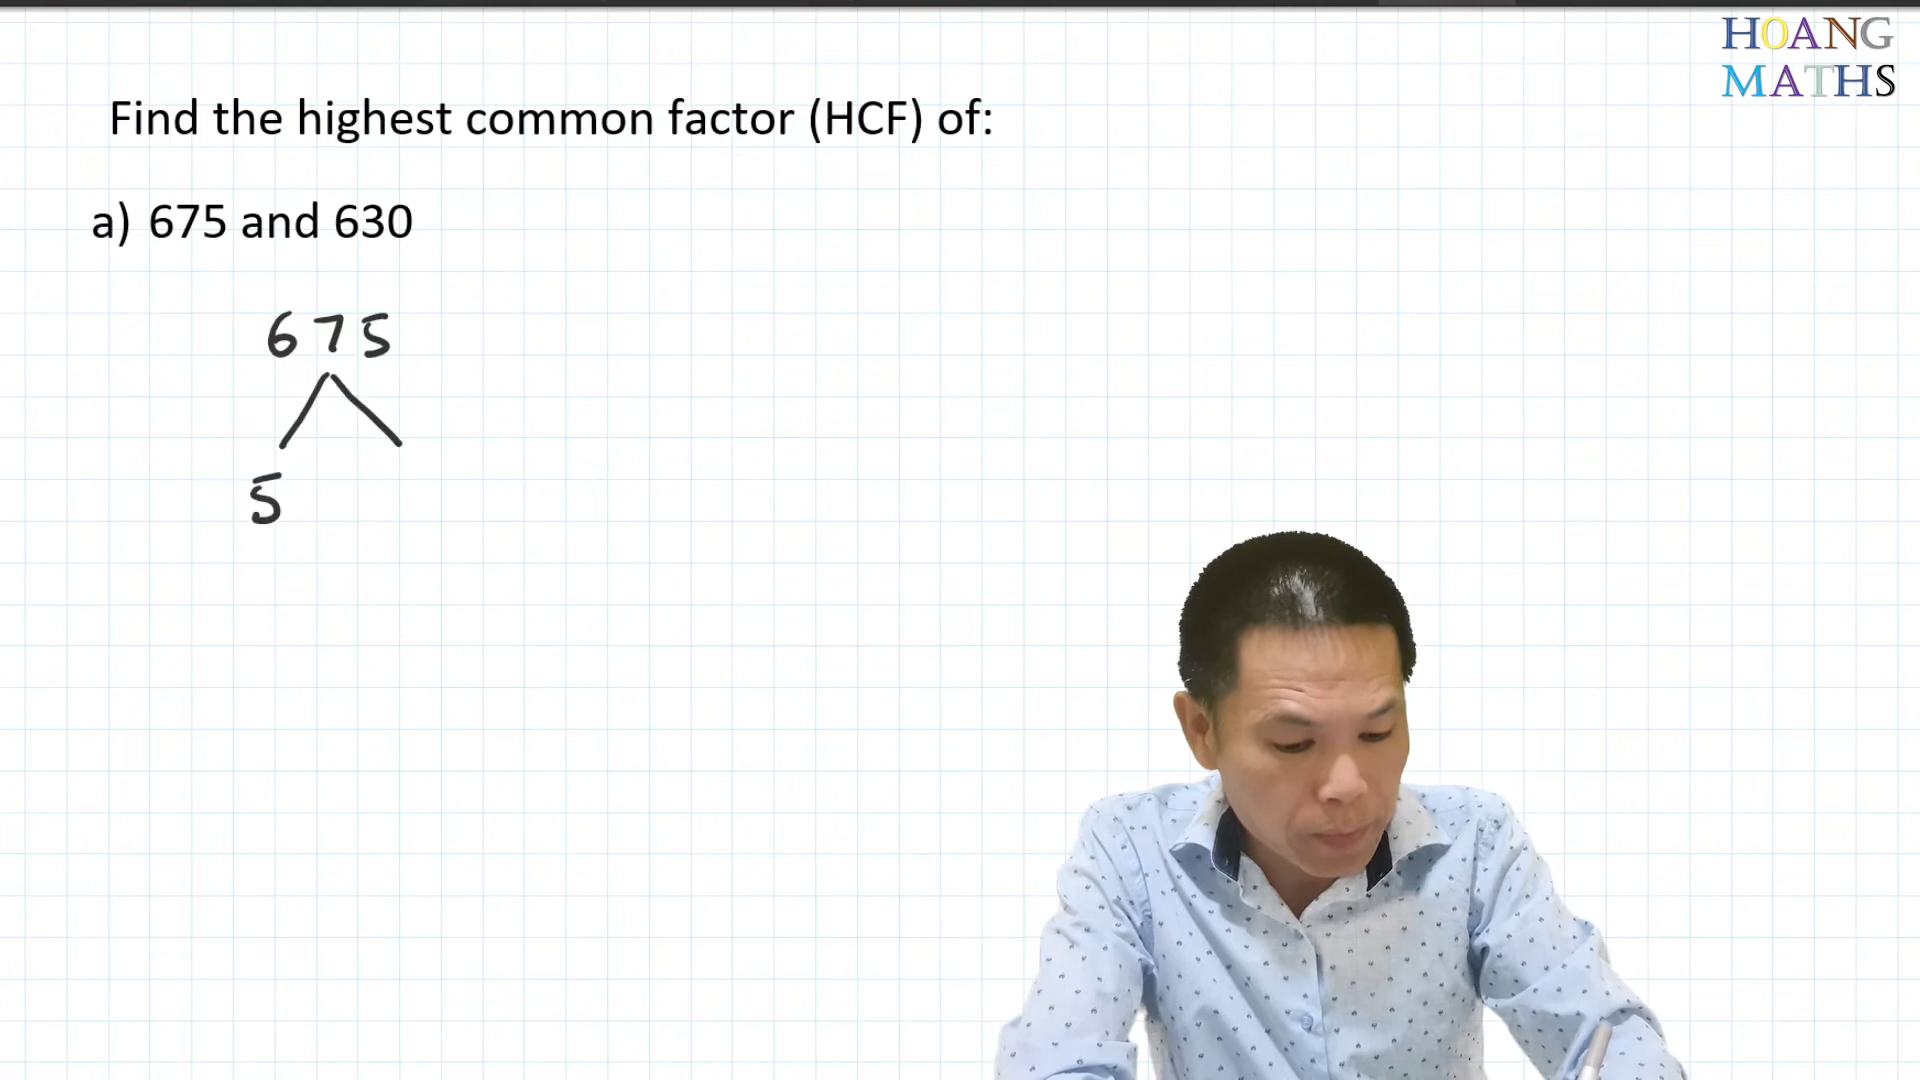 HOANG
MATHS
Find the highest common factor (HCF) of:
a) 675 and 630
675
5